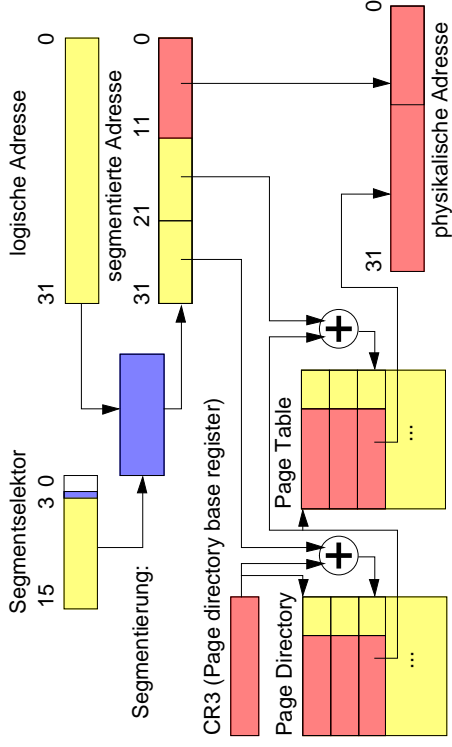 Segmentselektor
15 3 0
logische Adresse
31 0
Segmentierung:
segmentierte Adresse
31 21 11 0
CR3 (Page directory base register)
Page Directory
...
+
Page Table
...
+
31 0
physikalische Adresse